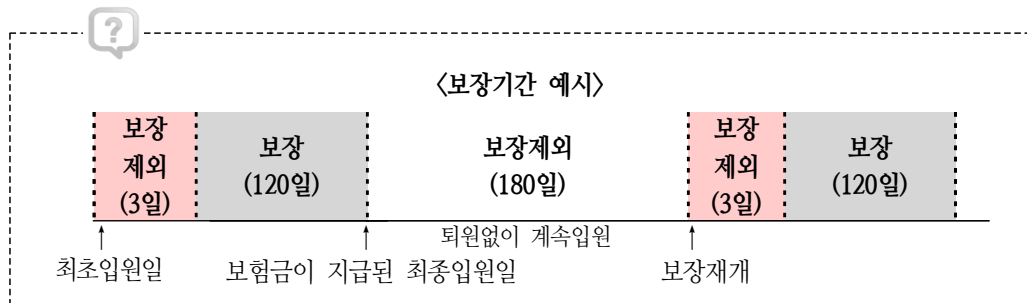 ?
〈보장기간 예시〉
보장
제외
(3일)
보장
(120일)
보장제외
(180일)
보장
제외
(3일)
보장
(120일)
퇴원없이 계속입원
최초입원일
보험금이 지급된 최종입원일
보장재개